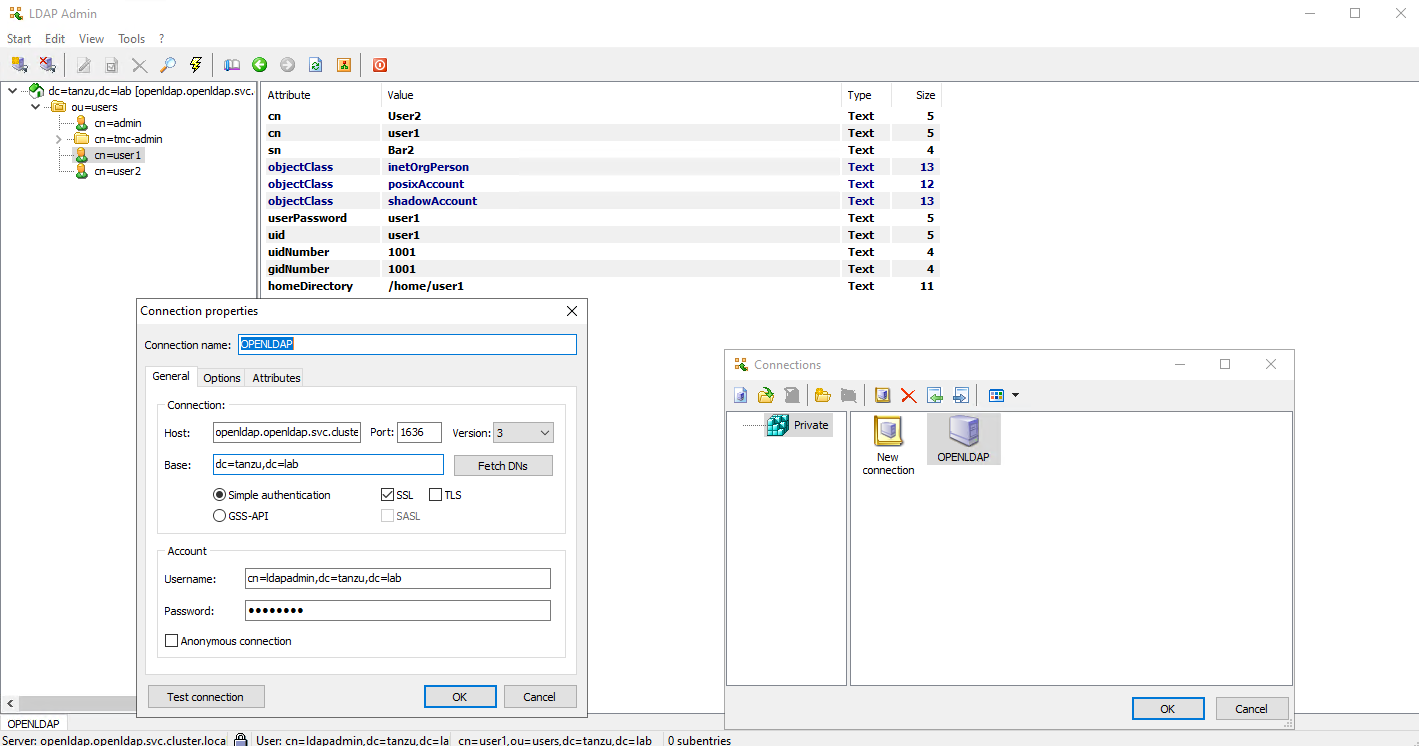 LDAP Admin
Start Edit View Tools ?
dc=tanzu,dc=lab [openldap.openldap.svc.
ou=users
cn=admin
cn=tmc-admin
cn=user1
cn=user2
Attribute Value Type Size
cn User2 Text 5
cn user1 Text 5
sn Bar2 Text 4
objectClass inetOrgPerson Text 13
objectClass posixAccount Text 12
objectClass shadowAccount Text 13
userPassword user1 Text 5
uid user1 Text 5
uidNumber 1001 Text 4
gidNumber 1001 Text 4
homeDirectory /home/user1 Text 11
Connection properties
Connection name: OPENLDAP
General Options Attributes
Connection:
Host: openldap.openldap.svc.cluste Port: 1636 Version: 3
Base: dc=tanzu,dc=lab Fetch DNs
Simple authentication SSL TLS
GSS-API SASL
Account
Username: cn=ldapadmin,dc=tanzu,dc=lab
Password: ●●●●●●●●
Anonymous connection
Test connection OK Cancel
Connections
Private
New connection
OPENLDAP
OK Cancel
OPENLDAP
Server: openldap.openldap.svc.cluster.loca User: cn=ldapadmin,dc=tanzu,dc=la cn=user1,ou=users,dc=tanzu,dc=lab 0 subentries